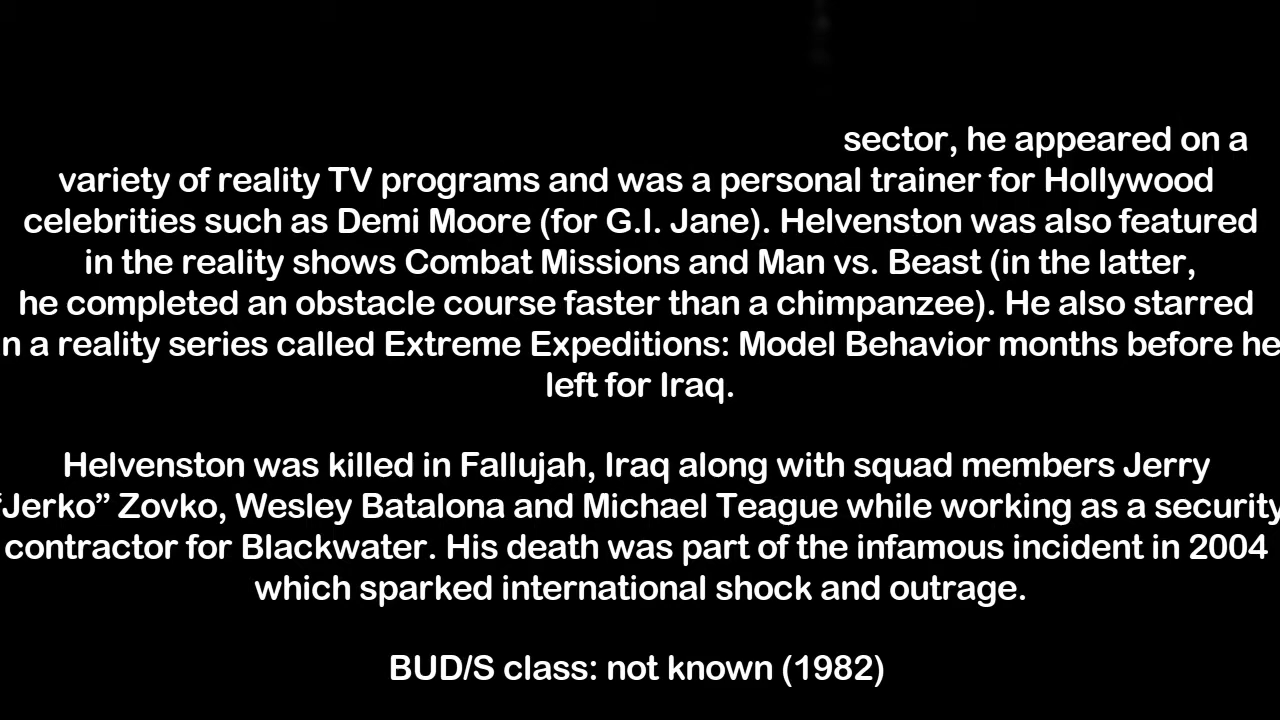 sector, he appeared on a
variety of reality TV programs and was a personal trainer for Hollywood
celebrities such as Demi Moore (for G.I. Jane). Helvenston was also featured
in the reality shows Combat Missions and Man vs. Beast (in the latter,
he completed an obstacle course faster than a chimpanzee). He also starred
n a reality series called Extreme Expeditions: Model Behavior months before he
left for Iraq.
Helvenston was killed in Fallujah, Iraq along with squad members Jerry
“Jerko” Zovko, Wesley Batalona and Michael Teague while working as a security
contractor for Blackwater. His death was part of the infamous incident in 2004
which sparked international shock and outrage.
BUD/S class: not known (1982)